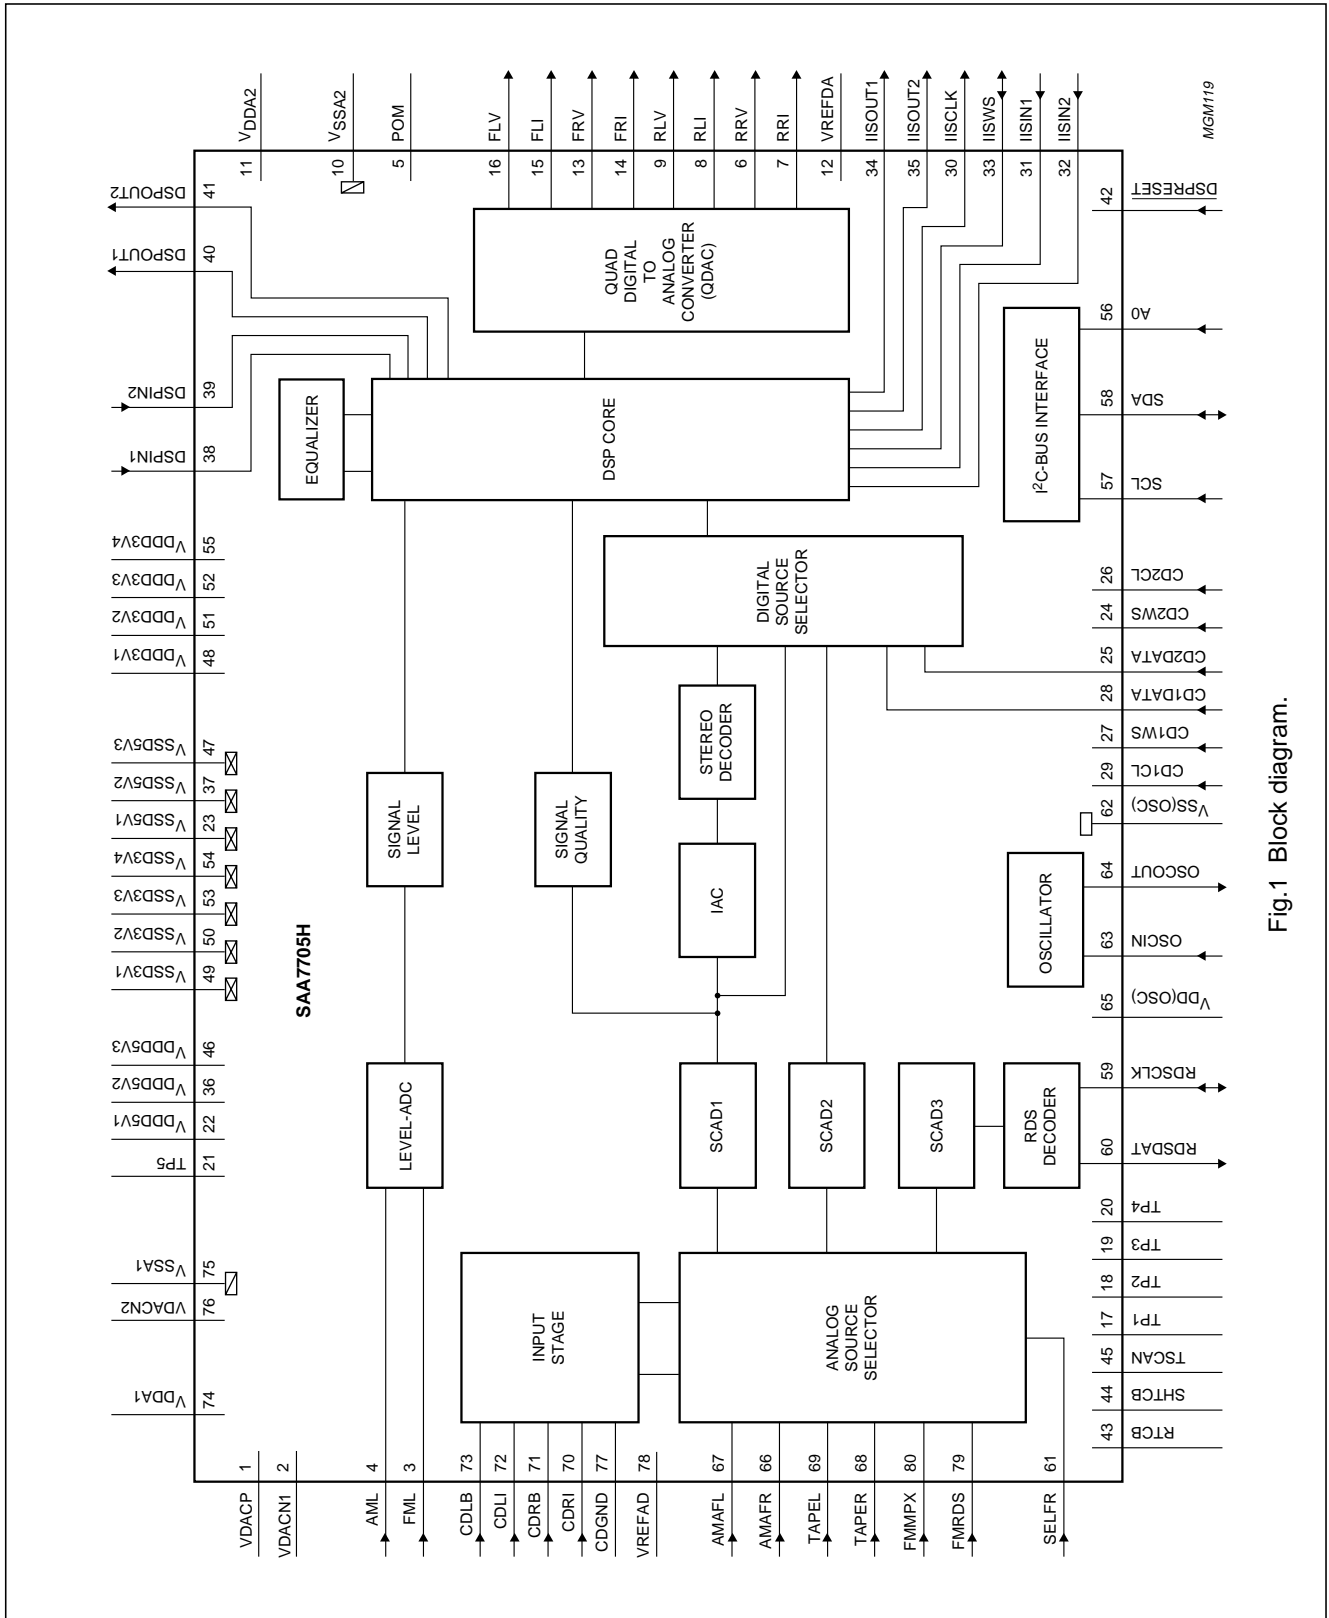 SAA7705H
VDACP 1
VDACN1 2
AML 4
FML 3
CDLB 73
CDLI 72
CDRB 71
CDRI 70
CDGND 77
VREFAD 78
AMAFL 67
AMAFR 66
TAPEL 69
TAPER 68
FMMPX 80
FMRDS 79
SELFR 61
VDDA1 74
VDACN2 76
VSSA1 75
TP5 21
VDDD5V1 22
VDDD5V2 36
VDDD5V3 46
VSSD3V1 49
VSSD3V2 50
VSSD3V3 53
VSSD3V4 54
VSSD5V1 23
VSSD5V2 37
VSSD5V3 47
VDDD3V1 48
VDDD3V2 51
VDDD3V3 52
VDDD3V4 55
DSPIN1 38
DSPIN2 39
DSPOUT1 40
DSPOUT2 41
LEVEL-ADC
SIGNAL
LEVEL
EQUALIZER
INPUT
STAGE
SIGNAL
QUALITY
DSP CORE
QUAD
DIGITAL
TO
ANALOG
CONVERTER
(QDAC)
ANALOG
SOURCE
SELECTOR
SCAD1
IAC
STEREO
DECODER
DIGITAL
SOURCE
SELECTOR
SCAD2
SCAD3
RDS
DECODER
OSCILLATOR
I²C-BUS INTERFACE
11 VDDA2
10 VSSA2
5 POM
16 FLV
15 FLI
13 FRV
14 FRI
9 RLV
8 RLI
6 RRV
7 RRI
12 VREFDA
34 IISOUT1
35 IISOUT2
30 IISCLK
33 IISWS
31 IISIN1
32 IISIN2
43 RTCB
44 SHTCB
45 TSCAN
17 TP1
18 TP2
19 TP3
20 TP4
60 RDSDAT
59 RDSCLK
65 VDD(OSC)
63 OSCIN
64 OSCOUT
62 VSS(OSC)
29 CD1CL
27 CD1WS
28 CD1DATA
25 CD2DATA
24 CD2WS
26 CD2CL
57 SCL
58 SDA
56 A0
42 DSPRESET
MGM119
Fig.1 Block diagram.